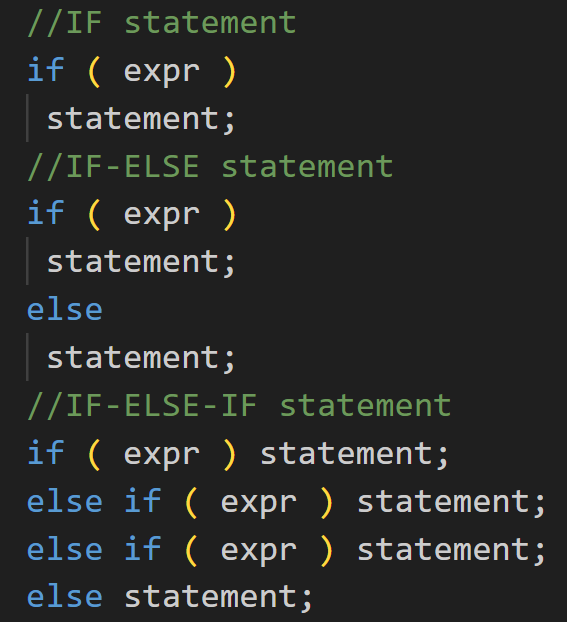 //IF statement
if ( expr )
 statement;
//IF-ELSE statement
if ( expr )
 statement;
else
 statement;
//IF-ELSE-IF statement
if ( expr ) statement;
else if ( expr ) statement;
else if ( expr ) statement;
else statement;